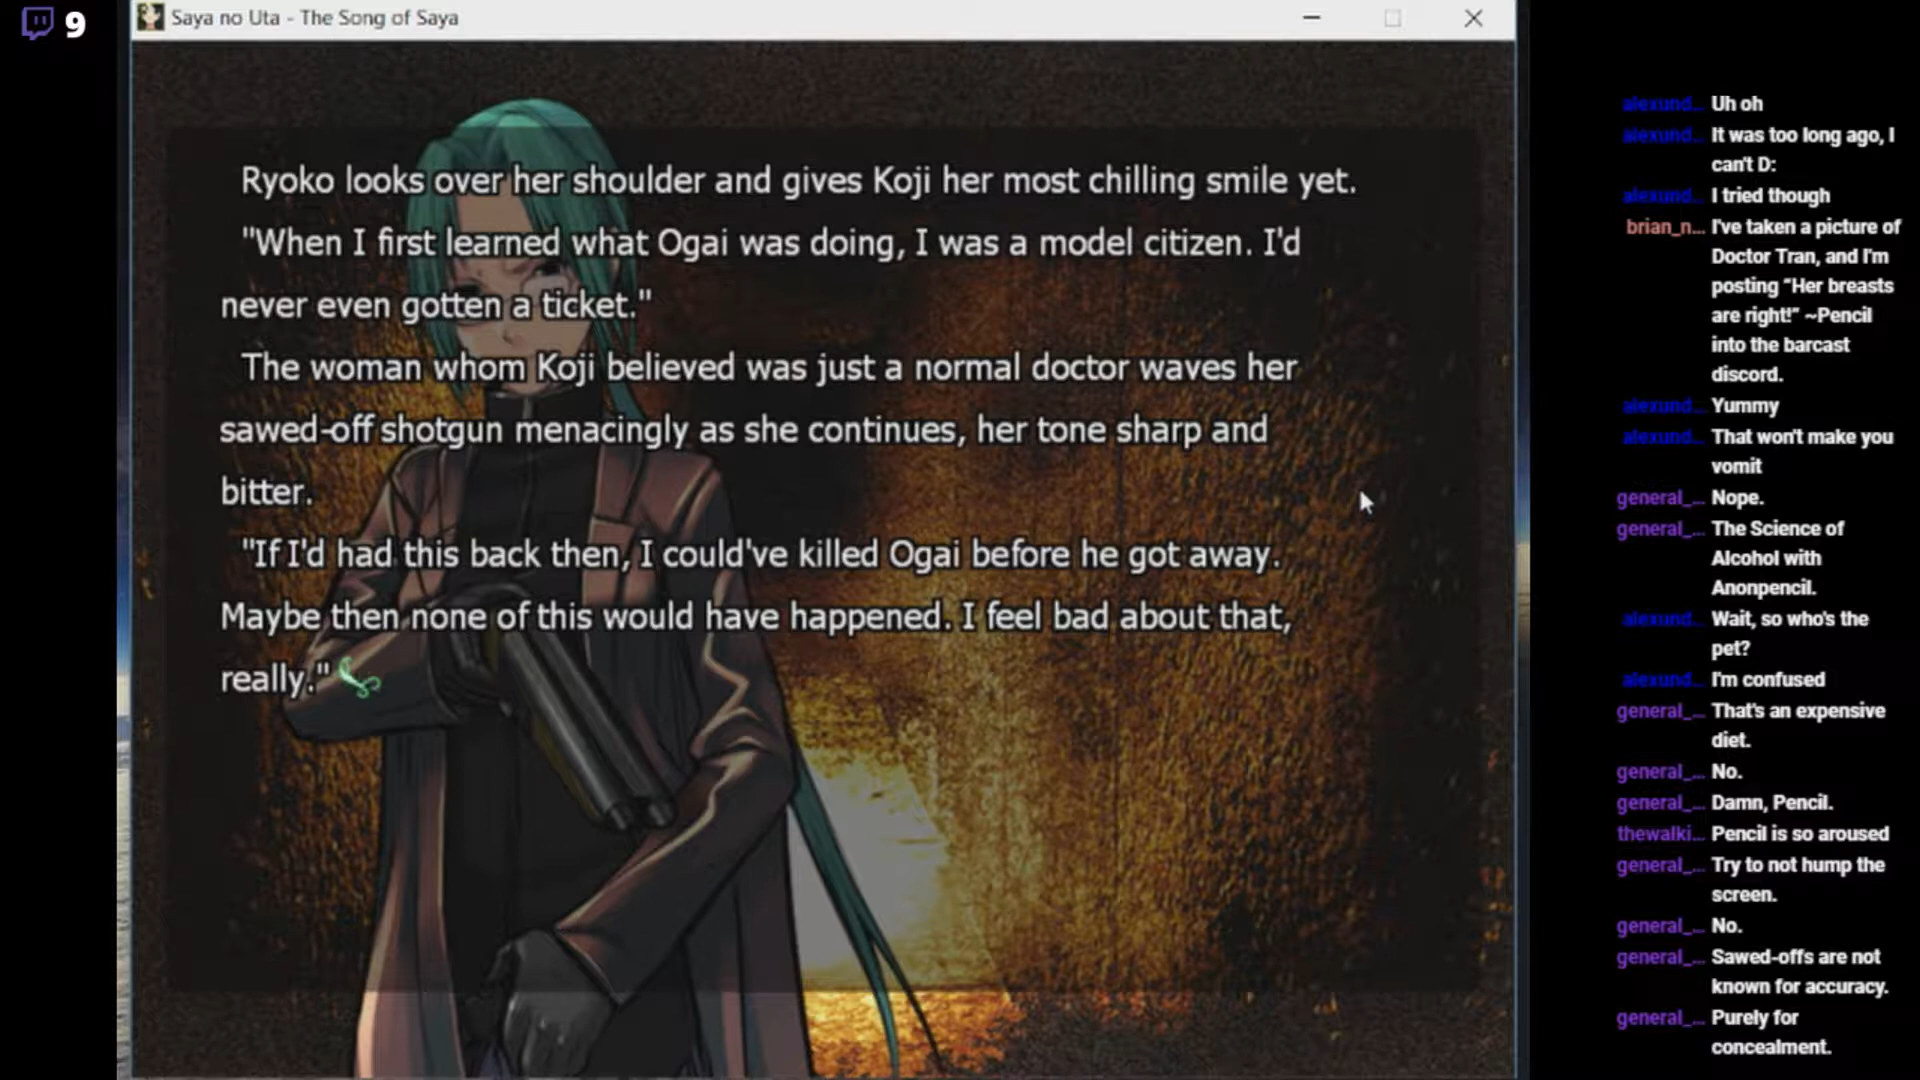 9
Saya no Uta - The Song of Saya
Ryoko looks over her shoulder and gives Koji her most chilling smile yet.
"When I first learned what Ogai was doing, I was a model citizen. I'd
never even gotten a ticket."
The woman whom Koji believed was just a normal doctor waves her
sawed-off shotgun menacingly as she continues, her tone sharp and
bitter.
"If I'd had this back then, I could've killed Ogai before he got away.
Maybe then none of this would have happened. I feel bad about that,
really."
alexund... Uh oh
alexund... It was too long ago, I
can't D:
alexund... I tried though
brian_n... I've taken a picture of
Doctor Tran, and I'm
posting "Her breasts
are right!" ~Pencil
into the barcast
discord.
alexund... Yummy
alexund... That won't make you
vomit
general_... Nope.
general_... The Science of
Alcohol with
Anonpencil.
alexund... Wait, so who's the
pet?
alexund... I'm confused
general_... That's an expensive
diet.
general_... No.
general_... Damn, Pencil.
thewalki... Pencil is so aroused
general_... Try to not hump the
screen.
general_... No.
general_... Sawed-offs are not
known for accuracy.
general_... Purely for
concealment.